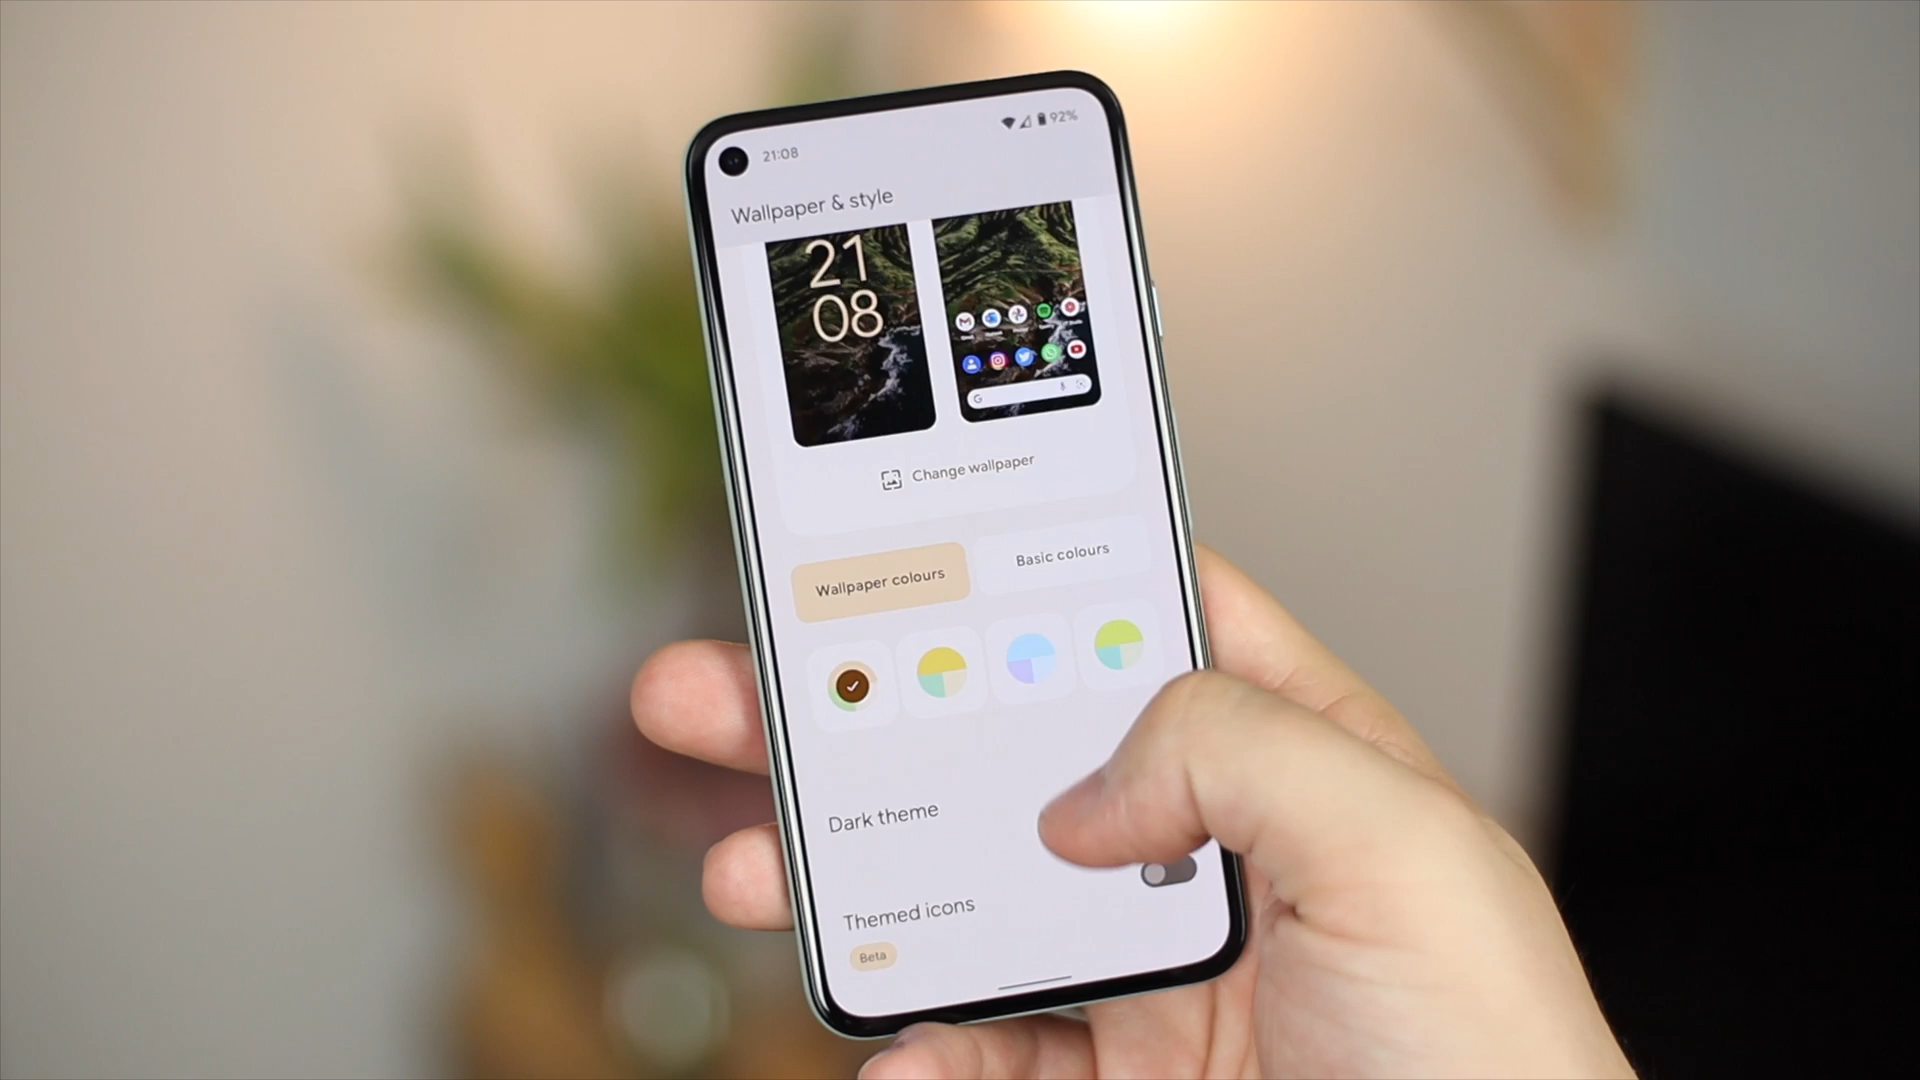 21:08
92%
Wallpaper & style
21
08
G
Change wallpaper
Wallpaper colours
Basic colours
Dark theme
Themed icons
Beta